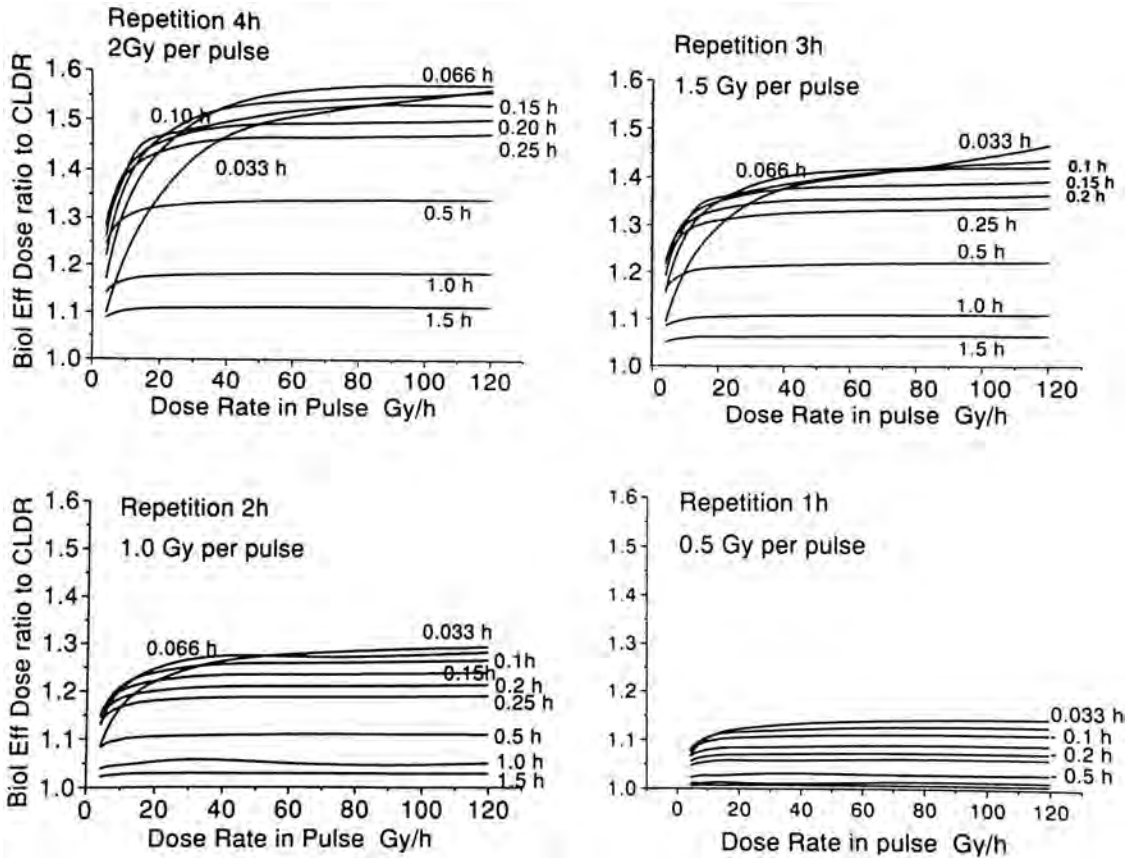 Repetition 4h
2Gy per pulse
Biol Eff Dose ratio to CLDR
1.6
1.5
1.4
1.3
1.2
1.1
1.0
0.066 h
0.10 h
0.15 h
0.20 h
0.25 h
0.033 h
0.5 h
1.0 h
1.5 h
0 20 40 60 80 100 120
Dose Rate in Pulse Gy/h
Repetition 3h
1.5 Gy per pulse
1.6
1.5
1.4
1.3
1.2
1.1
1.0
0.033 h
0.066 h
0.1 h
0.15 h
0.2 h
0.25 h
0.5 h
1.0 h
1.5 h
0 20 40 60 80 100 120
Dose Rate in pulse Gy/h
Repetition 2h
1.0 Gy per pulse
Biol Eff Dose ratio to CLDR
1.6
1.5
1.4
1.3
1.2
1.1
1.0
0.033 h
0.066 h
0.1h
0.15h
0.2 h
0.25 h
0.5 h
1.0 h
1.5 h
0 20 40 60 80 100 120
Dose Rate in Pulse Gy/h
Repetition 1h
0.5 Gy per pulse
1.6
1.5
1.4
1.3
1.2
1.1
1.0
0.033 h
0.1 h
0.2 h
0.5 h
0 20 40 60 80 100 120
Dose Rate in pulse Gy/h